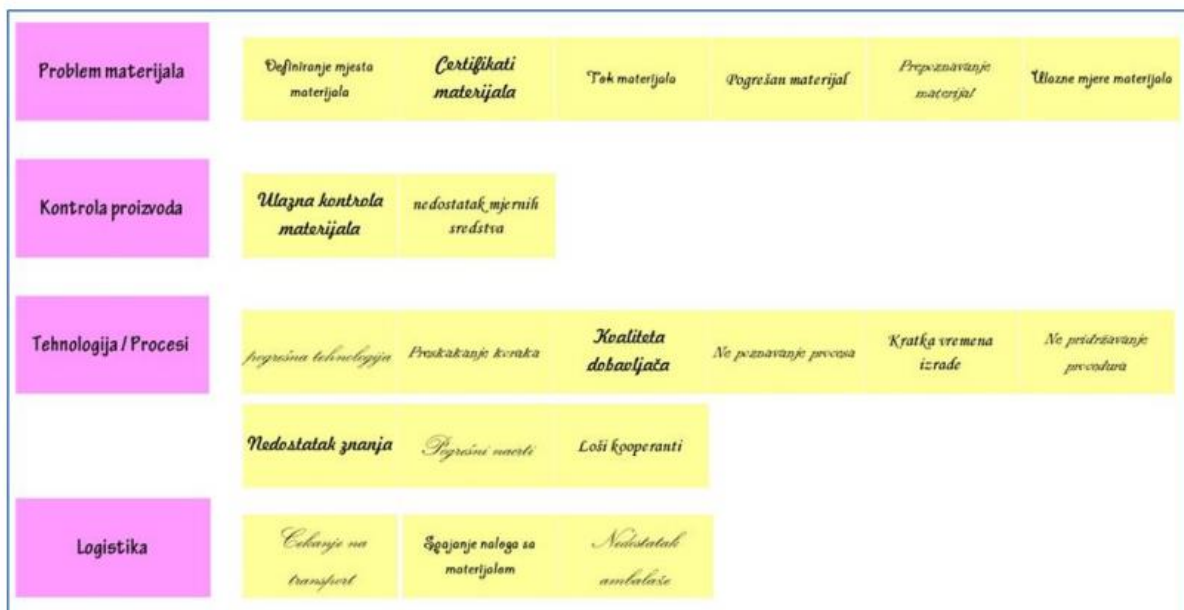 Problem materijala
Definiranje mjesta
materijala
Certifikati
materijala
Tok materijala
Pogrešan materijal
Prepoznavanje
materijal
Ulazne mjere materijala
Kontrola proizvoda
Ulazna kontrola
materijala
nedostatak mjernih
sredstva
Tehnologija / Procesi
pogrešna tehnologija
Preskakanje koraka
Kvaliteta
dobavljača
Ne poznavanje procesa
Kratka vremena
izrade
Ne pridržavanje
procedura
Nedostatak znanja
Pogrešni nacrti
Loši kooperanti
Logistika
Čekanje na
transport
Spajanje naloga sa
materijalom
Nedostatak
ambalaže